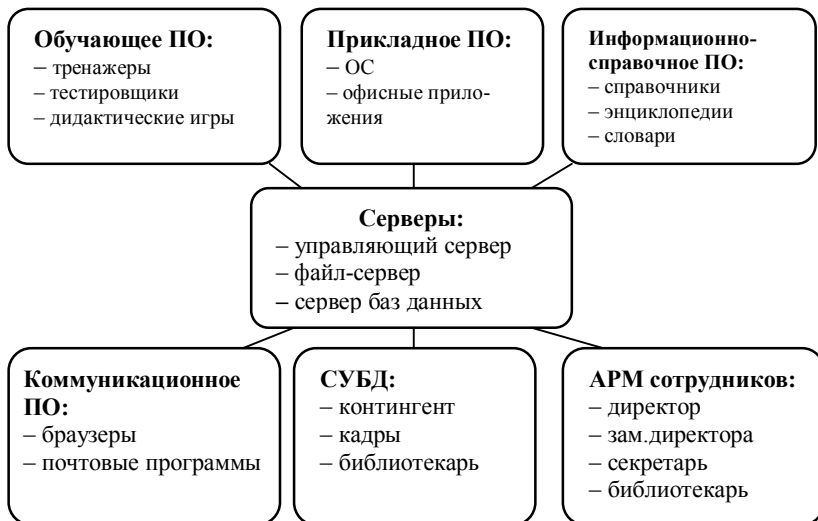 Обучающее ПО:
– тренажеры
– тестировщики
– дидактические игры
Прикладное ПО:
– ОС
– офисные прило-
жения
Информационно-
справочное ПО:
– справочники
– энциклопедии
– словари
Серверы:
– управляющий сервер
– файл-сервер
– сервер баз данных
Коммуникационное
ПО:
– браузеры
– почтовые программы
СУБД:
– контингент
– кадры
– библиотекарь
АРМ сотрудников:
– директор
– зам.директора
– секретарь
– библиотекарь